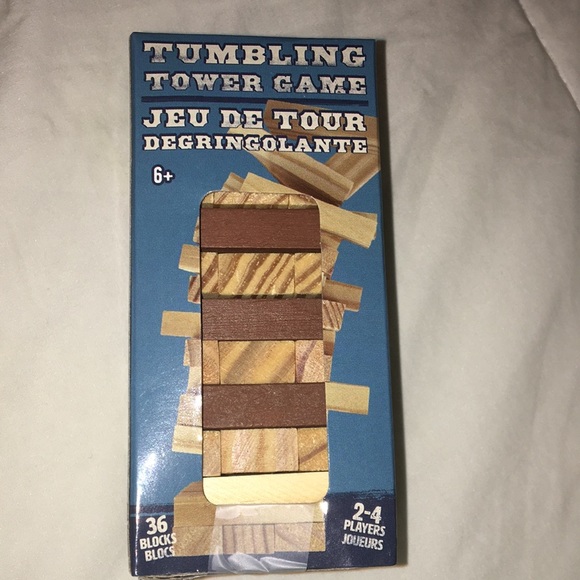 TUMBLING
TOWER GAME
JEU DE TOUR
DEGRINGOLANTE
6+
36
BLOCKS
BLOCS
2-4
PLAYERS
JOUEURS